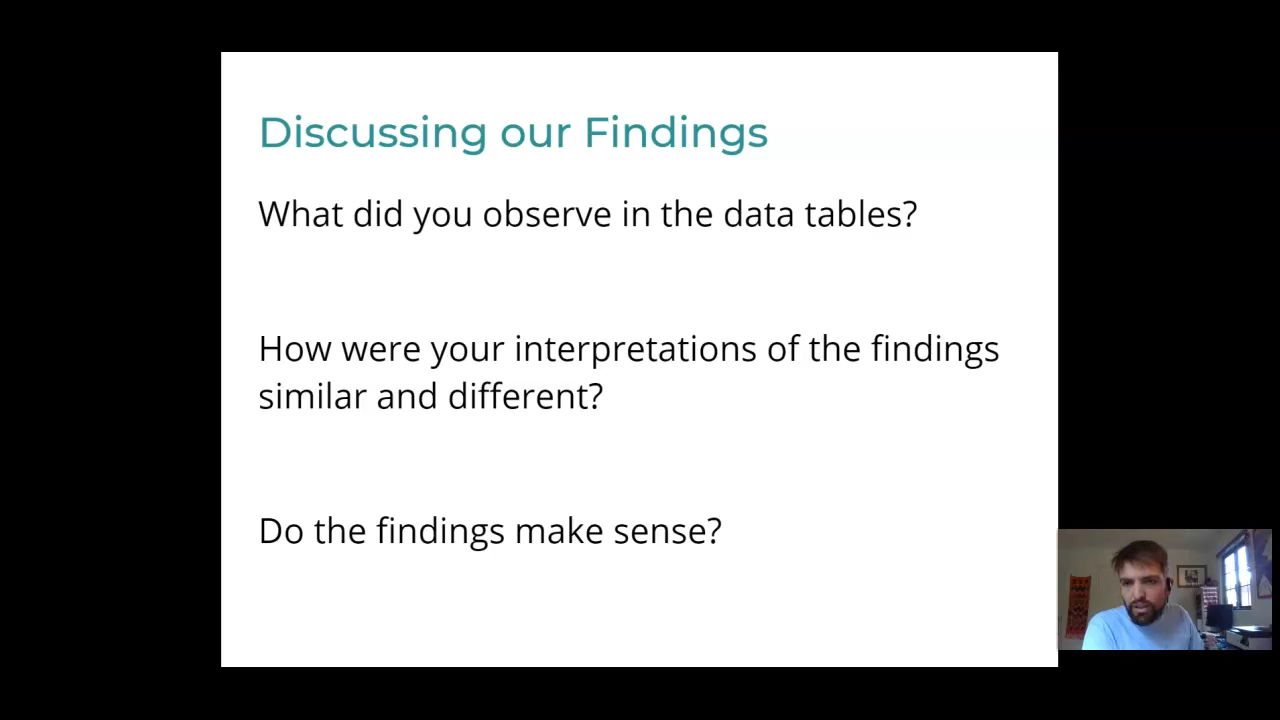 Discussing our Findings
What did you observe in the data tables?
How were your interpretations of the findings
similar and different?
Do the findings make sense?